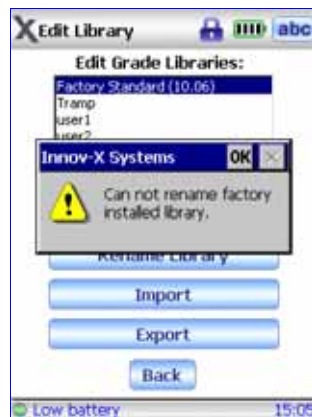 Edit Library
abc
Edit Grade Libraries:
Factory Standard (10.06)
Tramp
user1
user2
Innov-X Systems OK
Can not rename factory
installed library.
Rename Library
Import
Export
Back
Low battery 15:05